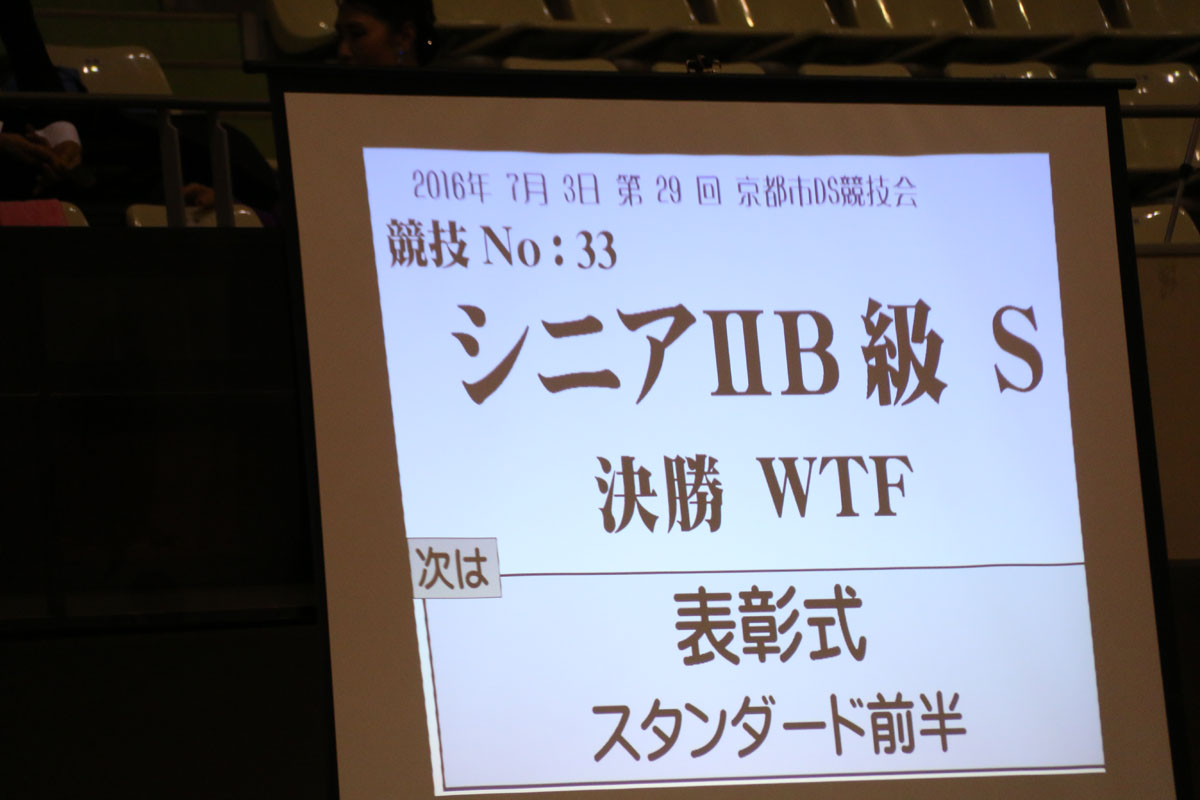 2016年 7月 3日 第 29 回 京都市DS競技会
競技 No : 33
シニアⅡB 級 S
決勝 WTF
次は
表彰式
スタンダード前半